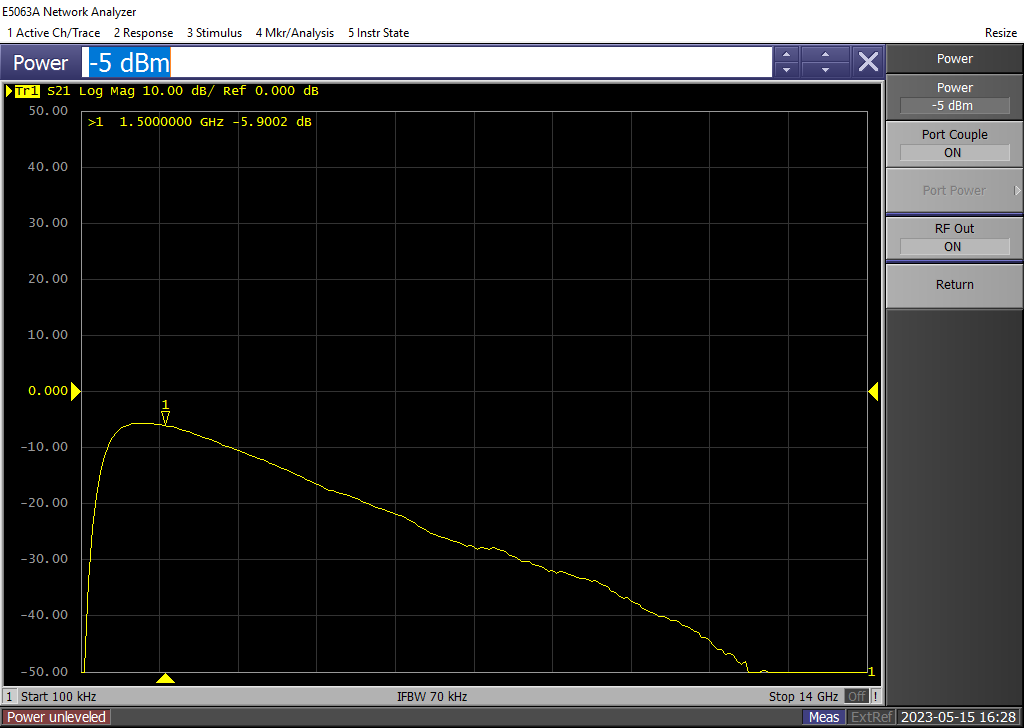 E5063A Network Analyzer
1 Active Ch/Trace 2 Response 3 Stimulus 4 Mkr/Analysis 5 Instr State Resize
Power -5 dBm
Power
Power
-5 dBm
Port Couple
ON
Port Power
RF Out
ON
Return
Tr1 S21 Log Mag 10.00 dB/ Ref 0.000 dB
50.00
>1 1.5000000 GHz -5.9002 dB
40.00
30.00
20.00
10.00
0.000
1
-10.00
-20.00
-30.00
-40.00
-50.00
1
1 Start 100 kHz IFBW 70 kHz Stop 14 GHz Off !
Power unleveled Meas ExtRef 2023-05-15 16:28